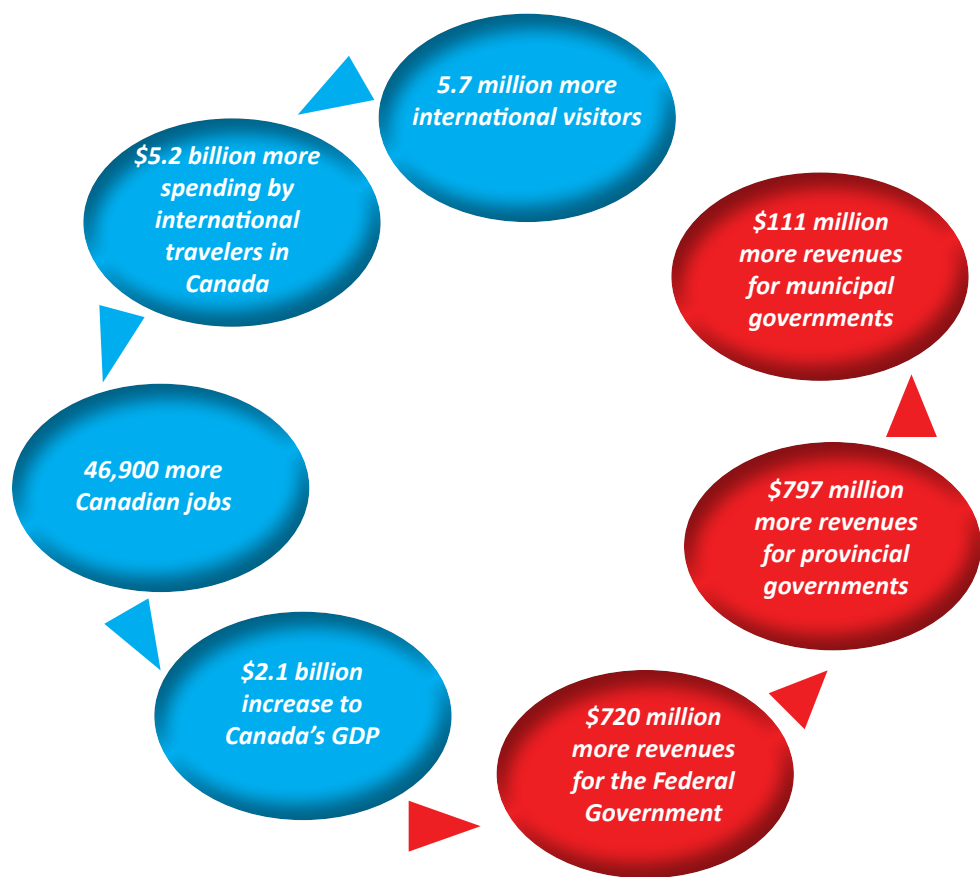 5.7 million more
international visitors
$5.2 billion more
spending by
international
travelers in
Canada
46,900 more
Canadian jobs
$2.1 billion
increase to
Canada’s GDP
$720 million
more revenues
for the Federal
Government
$797 million
more revenues
for provincial
governments
$111 million
more revenues
for municipal
governments